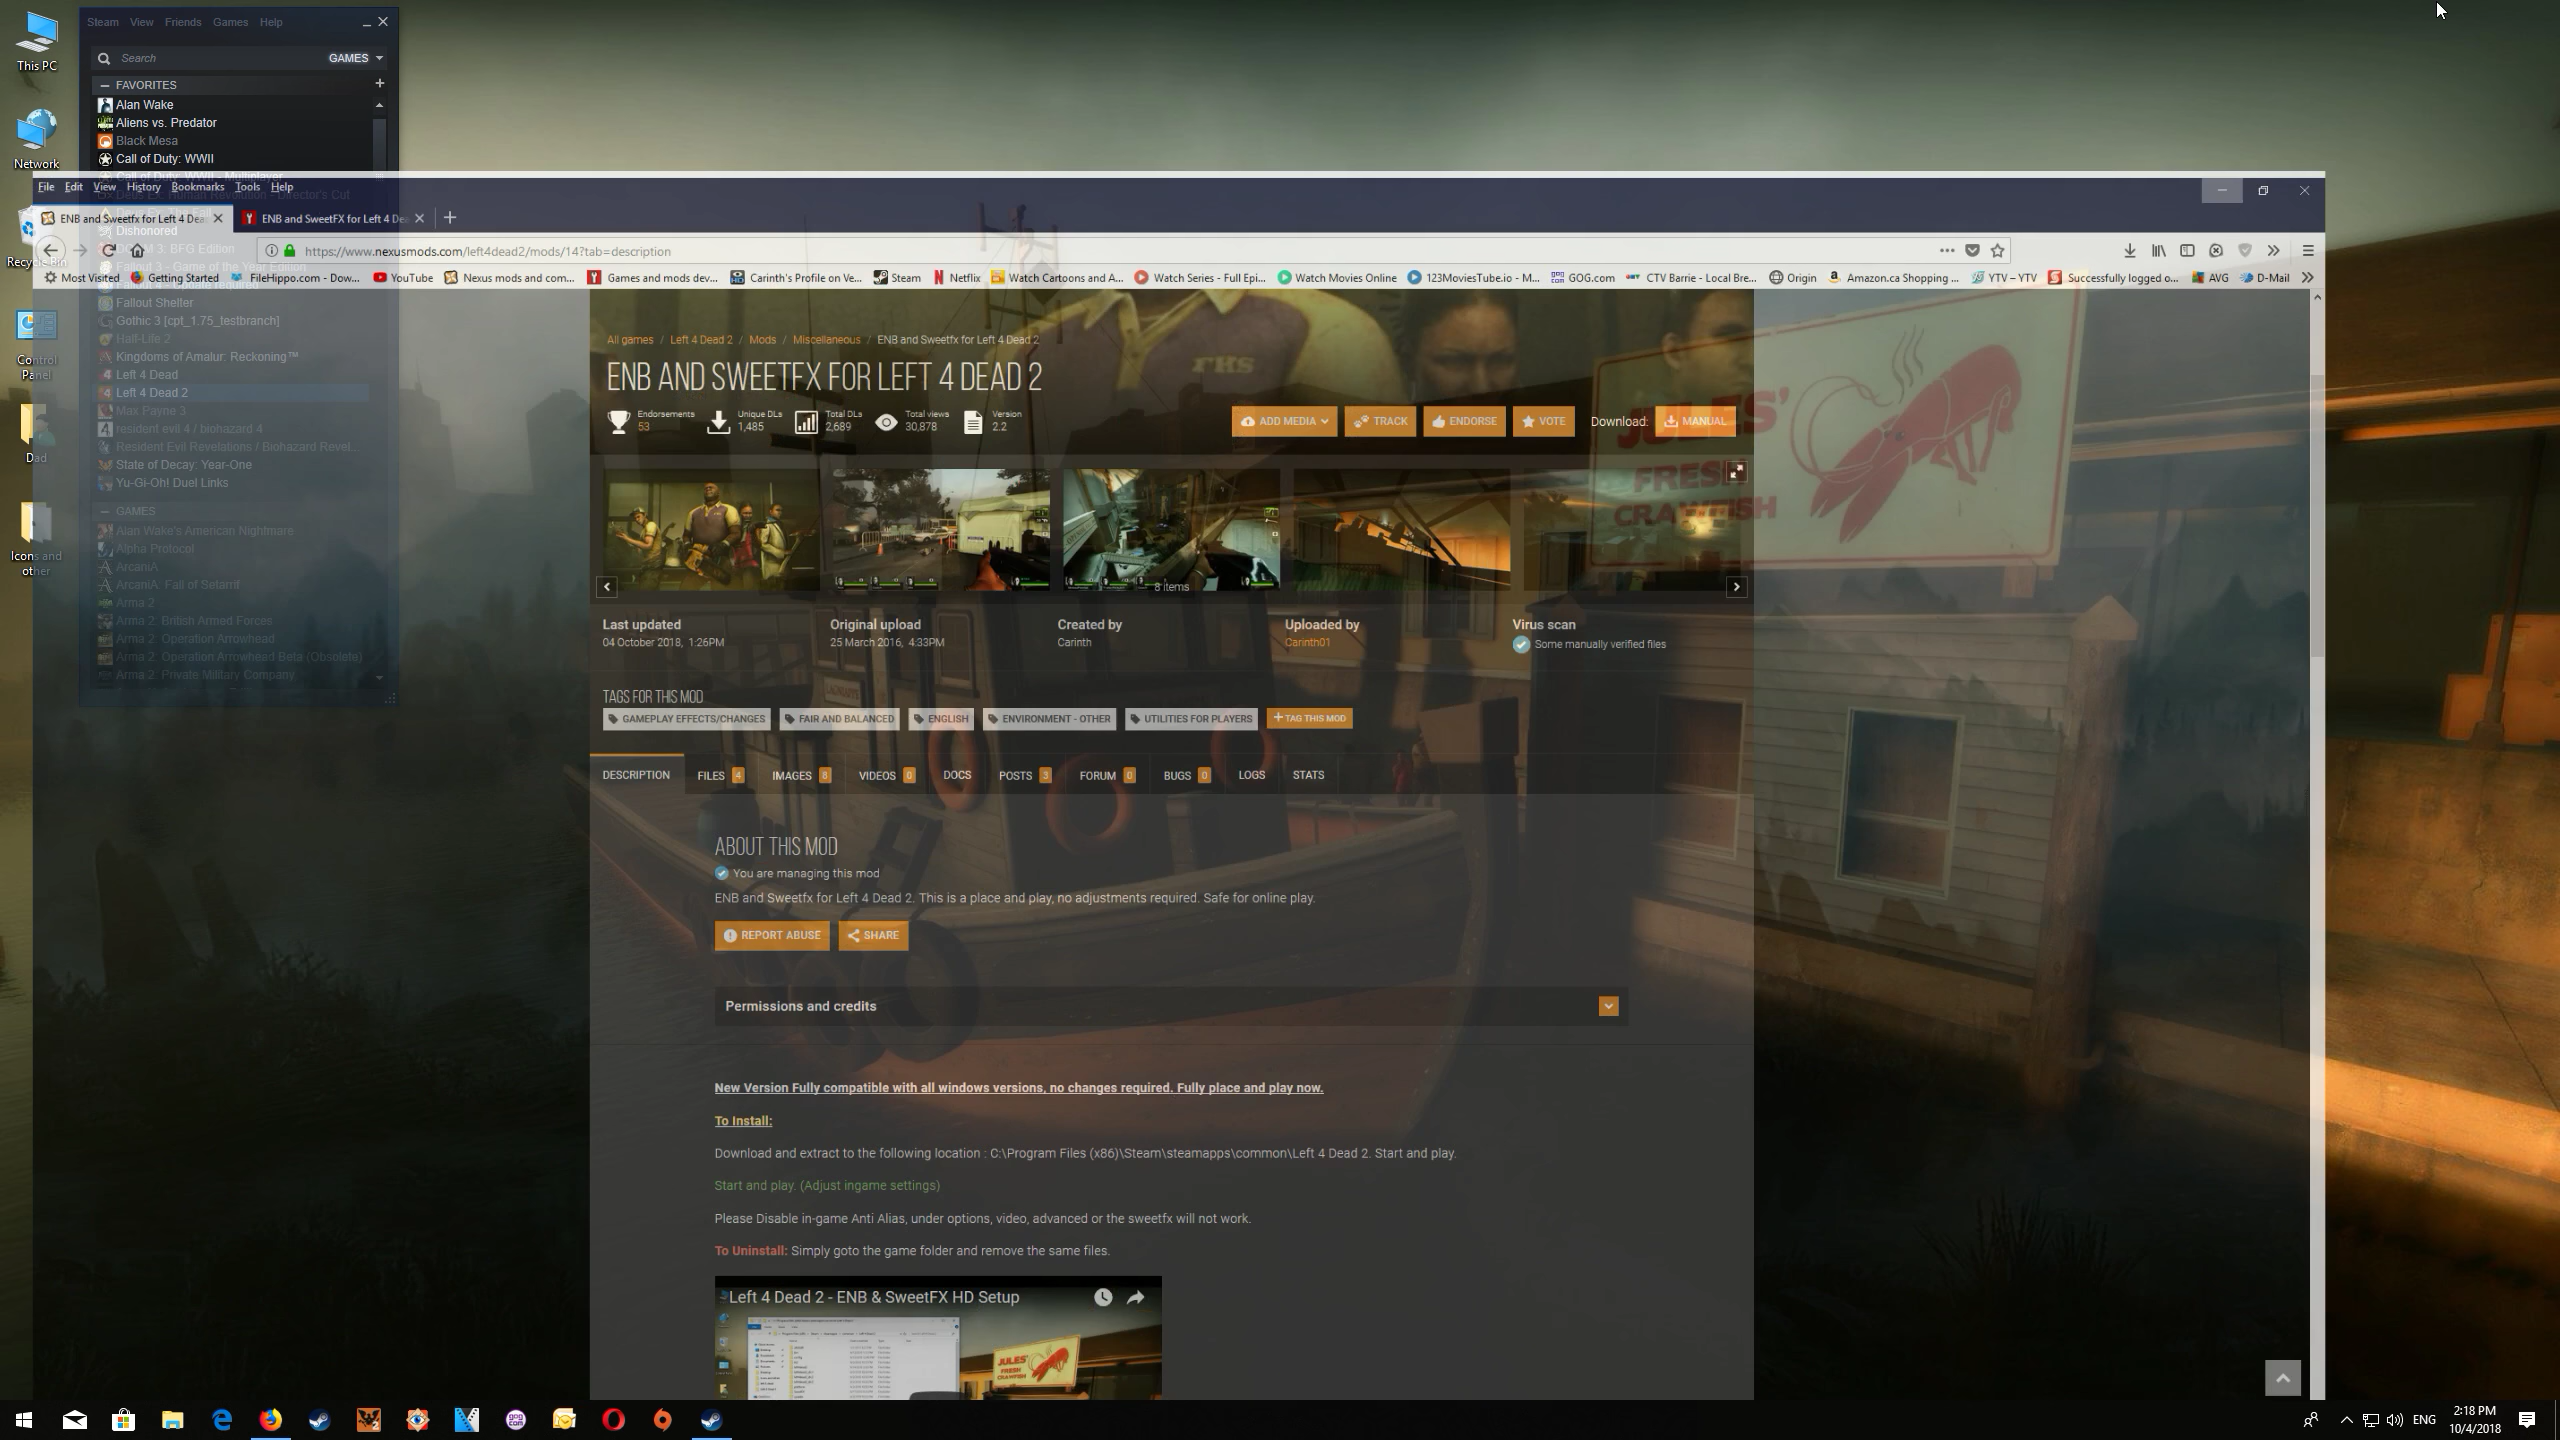 This PC
Network
Recycle Bin
Control Panel
Dad
Icons and other
Steam View Friends Games Help
Search
GAMES
FAVORITES
Alan Wake
Aliens vs. Predator
Black Mesa
Call of Duty: WWII
Call of Duty: WWII - Multiplayer
Dishonored
Fallout Shelter
Gothic 3 [cpt_1.75_testbranch]
Half-Life 2
Kingdoms of Amalur: Reckoning™
Left 4 Dead
Left 4 Dead 2
Max Payne 3
resident evil 4 / biohazard 4
Resident Evil Revelations / Biohazard Revel...
State of Decay: Year-One
Yu-Gi-Oh! Duel Links
GAMES
Alan Wake's American Nightmare
Alpha Protocol
ArcaniA
ArcaniA: Fall of Setarrif
Arma 2
Arma 2: British Armed Forces
Arma 2: Operation Arrowhead
Arma 2: Operation Arrowhead Beta (Obsolete)
Arma 2: Private Military Company
File Edit View History Bookmarks Tools Help
ENB and Sweetfx for Left 4 Dea
ENB and SweetFX for Left 4 Dea
https://www.nexusmods.com/left4dead2/mods/14?tab=description
Most Visited Getting Started FileHippo.com - Dow... YouTube Nexus mods and com... Games and mods dev... Carinth's Profile on Ve... Steam Netflix Watch Cartoons and A... Watch Series - Full Epi... Watch Movies Online 123MoviesTube.io - M... GOG.com CTV Barrie - Local Bre... Origin Amazon.ca Shopping ... YTV – YTV Successfully logged o... AVG D-Mail
All games / Left 4 Dead 2 / Mods / Miscellaneous / ENB and Sweetfx for Left 4 Dead 2
ENB AND SWEETFX FOR LEFT 4 DEAD 2
Endorsements Unique DLs Total DLs Total views Version
53 1,485 2,689 30,878 2.2
ADD MEDIA TRACK ENDORSE VOTE Download: MANUAL
JULES'
FRESH
CRAWFISH
8 items
Last updated Original upload Created by Uploaded by Virus scan
04 October 2018, 1:26PM 25 March 2016, 4:33PM Carinth Carinth01 Some manually verified files
TAGS FOR THIS MOD
GAMEPLAY EFFECTS/CHANGES FAIR AND BALANCED ENGLISH ENVIRONMENT - OTHER UTILITIES FOR PLAYERS + TAG THIS MOD
DESCRIPTION FILES 4 IMAGES 8 VIDEOS 0 DOCS POSTS 3 FORUM 0 BUGS 0 LOGS STATS
ABOUT THIS MOD
You are managing this mod
ENB and Sweetfx for Left 4 Dead 2. This is a place and play, no adjustments required. Safe for online play.
REPORT ABUSE SHARE
Permissions and credits
New Version Fully compatible with all windows versions, no changes required. Fully place and play now.
To Install:
Download and extract to the following location : C:\Program Files (x86)\Steam\steamapps\common\Left 4 Dead 2. Start and play.
Start and play. (Adjust ingame settings)
Please Disable in-game Anti Alias, under options, video, advanced or the sweetfx will not work.
To Uninstall: Simply goto the game folder and remove the same files.
Left 4 Dead 2 - ENB & SweetFX HD Setup
JULES'
FRESH
CRAWFISH
ENG
2:18 PM
10/4/2018